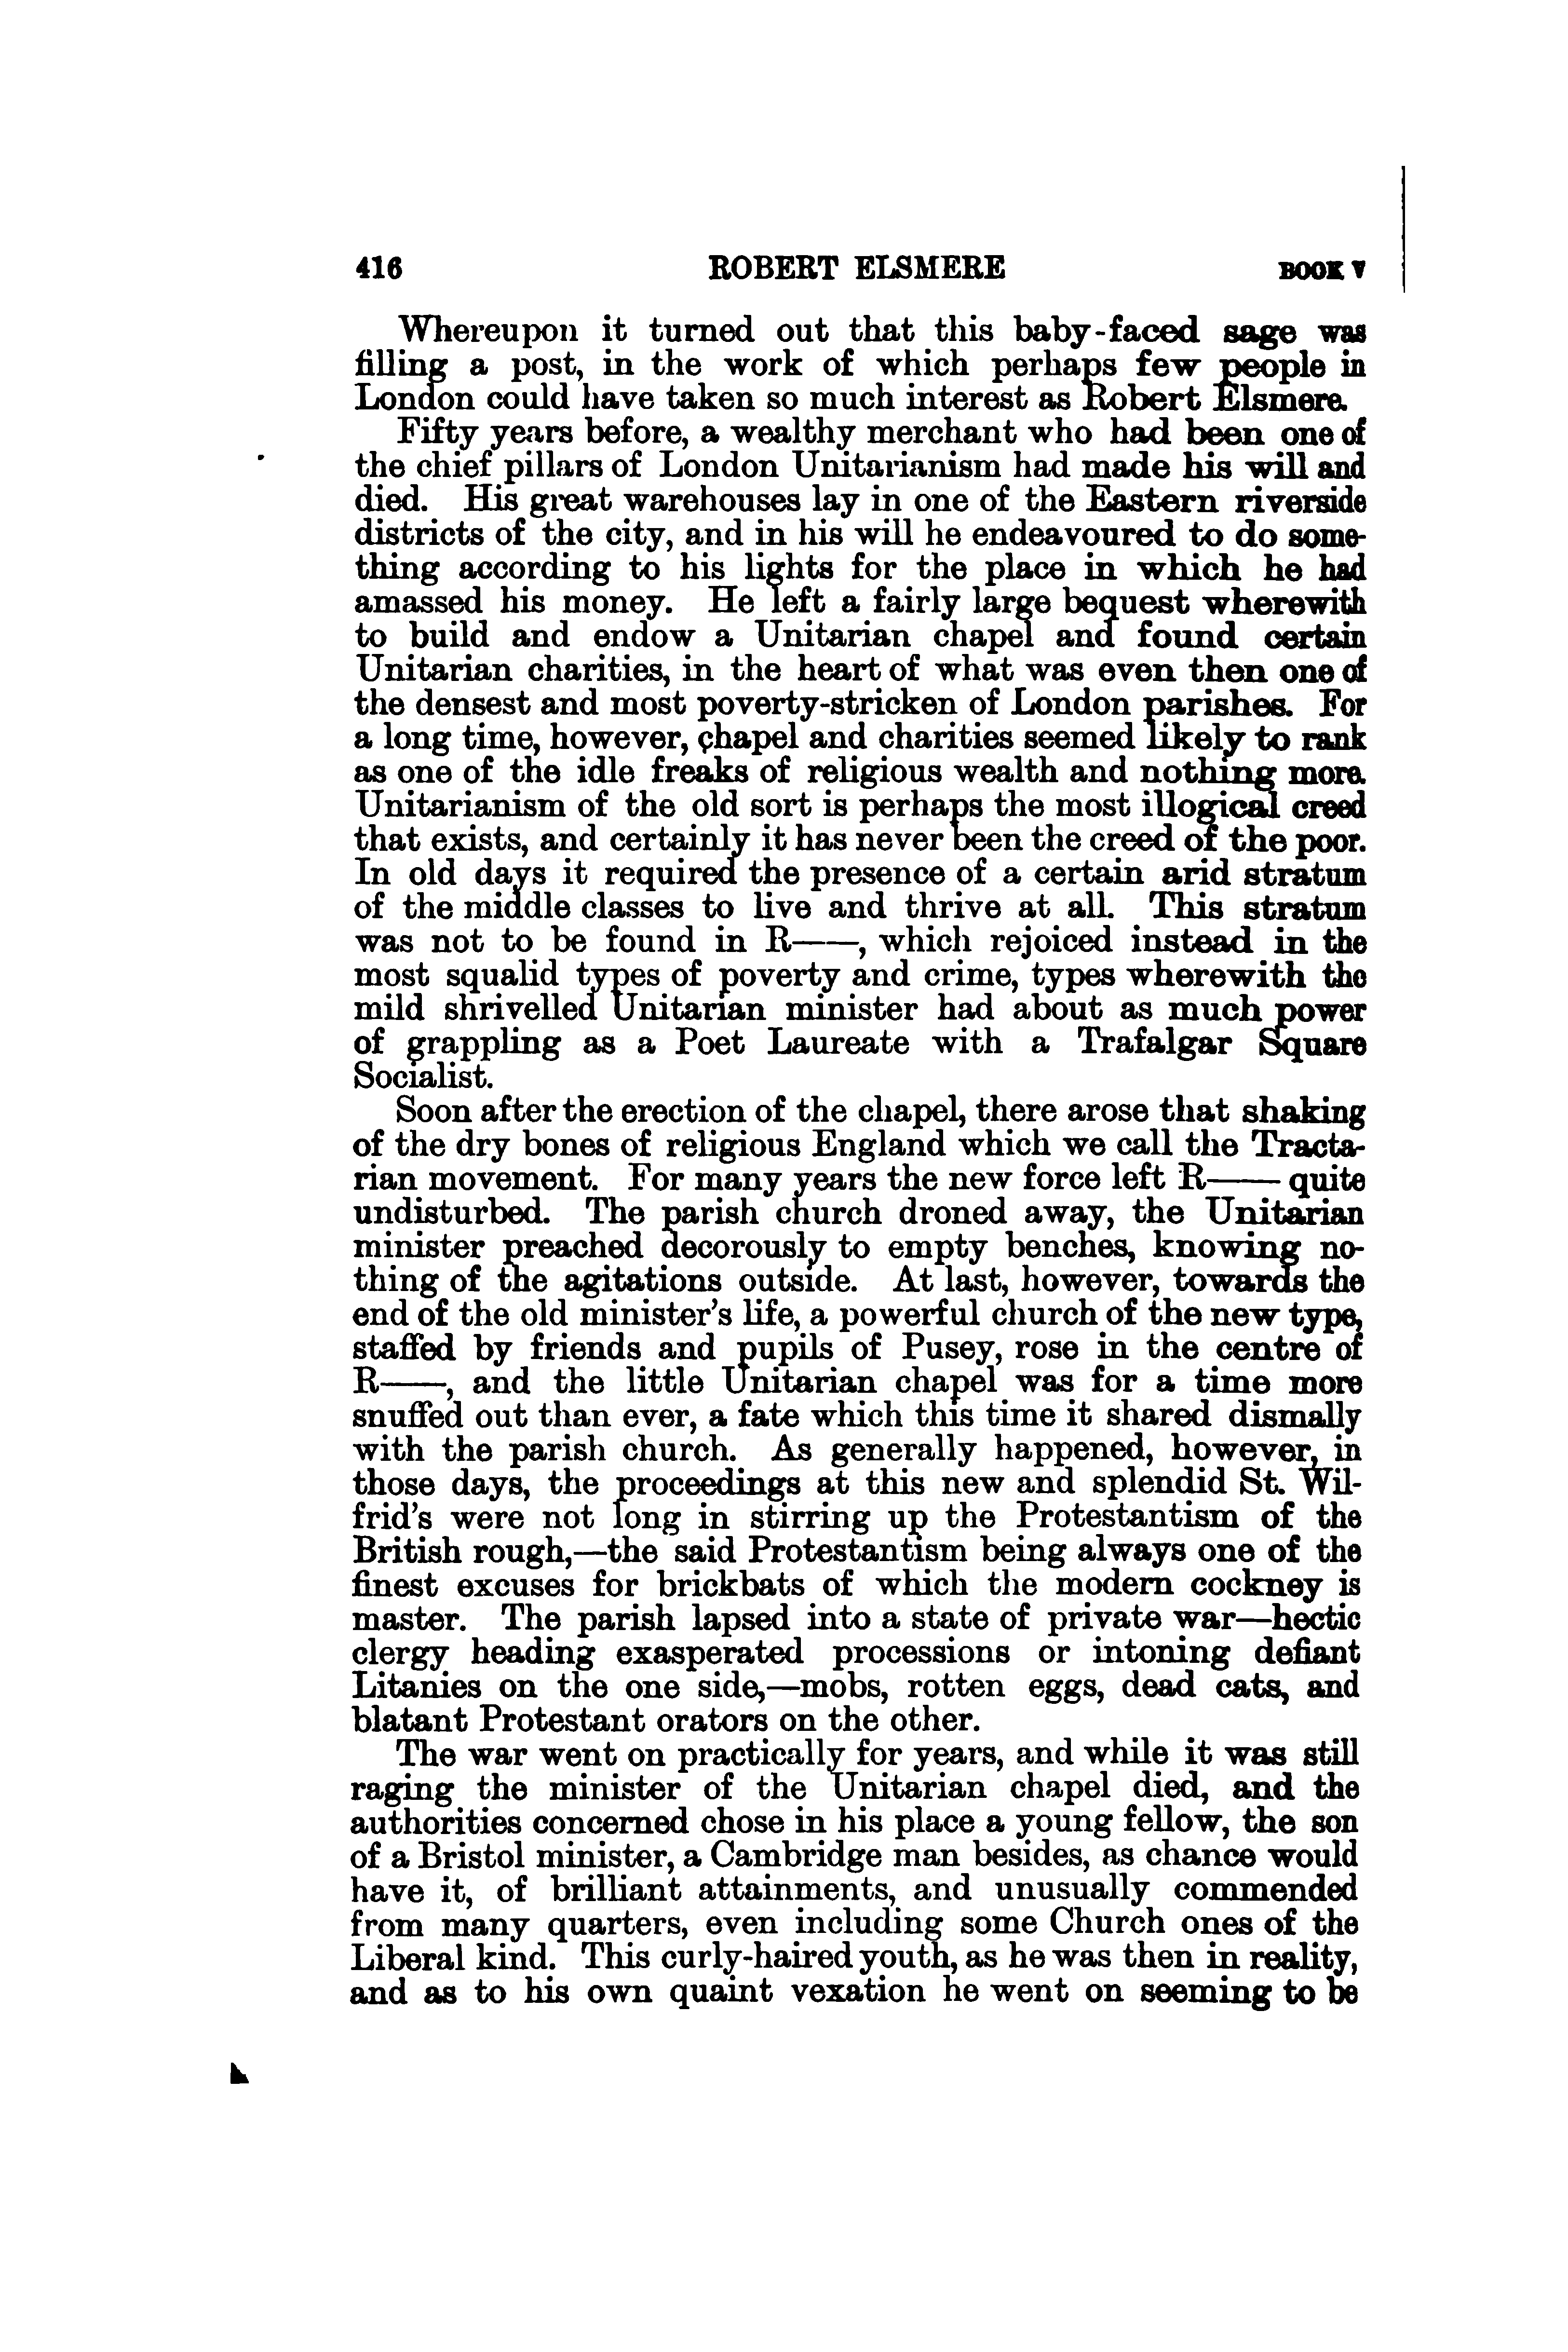 416 ROBERT ELSMERE BOOK V
Whereupon it turned out that this baby-faced sage was
filling a post, in the work of which perhaps few people in
London could have taken so much interest as Robert Elsmere.
Fifty years before, a wealthy merchant who had been one of
the chief pillars of London Unitarianism had made his will and
died. His great warehouses lay in one of the Eastern riverside
districts of the city, and in his will he endeavoured to do some-
thing according to his lights for the place in which he had
amassed his money. He left a fairly large bequest wherewith
to build and endow a Unitarian chapel and found certain
Unitarian charities, in the heart of what was even then one of
the densest and most poverty-stricken of London parishes. For
a long time, however, chapel and charities seemed likely to rank
as one of the idle freaks of religious wealth and nothing more.
Unitarianism of the old sort is perhaps the most illogical creed
that exists, and certainly it has never been the creed of the poor.
In old days it required the presence of a certain arid stratum
of the middle classes to live and thrive at all. This stratum
was not to be found in R——, which rejoiced instead in the
most squalid types of poverty and crime, types wherewith the
mild shrivelled Unitarian minister had about as much power
of grappling as a Poet Laureate with a Trafalgar Square
Socialist.
Soon after the erection of the chapel, there arose that shaking
of the dry bones of religious England which we call the Tracta-
rian movement. For many years the new force left R—— quite
undisturbed. The parish church droned away, the Unitarian
minister preached decorously to empty benches, knowing no-
thing of the agitations outside. At last, however, towards the
end of the old minister's life, a powerful church of the new type,
staffed by friends and pupils of Pusey, rose in the centre of
R——, and the little Unitarian chapel was for a time more
snuffed out than ever, a fate which this time it shared dismally
with the parish church. As generally happened, however, in
those days, the proceedings at this new and splendid St. Wil-
frid's were not long in stirring up the Protestantism of the
British rough,—the said Protestantism being always one of the
finest excuses for brickbats of which the modern cockney is
master. The parish lapsed into a state of private war—hectic
clergy heading exasperated processions or intoning defiant
Litanies on the one side,—mobs, rotten eggs, dead cats, and
blatant Protestant orators on the other.
The war went on practically for years, and while it was still
raging the minister of the Unitarian chapel died, and the
authorities concerned chose in his place a young fellow, the son
of a Bristol minister, a Cambridge man besides, as chance would
have it, of brilliant attainments, and unusually commended
from many quarters, even including some Church ones of the
Liberal kind. This curly-haired youth, as he was then in reality,
and as to his own quaint vexation he went on seeming to be